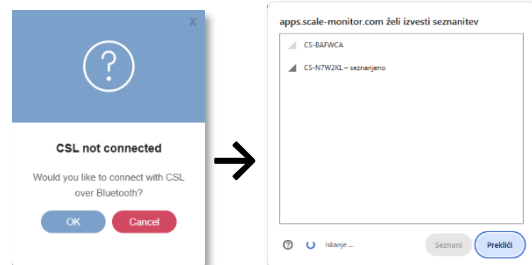 X
?
CSL not connected
Would you like to connect with CSL
over Bluetooth?
OK
Cancel
apps.scale-monitor.com želi izvesti seznanitev
CS-BAFWCA
CS-N7W2KL – seznanjeno
?
Iskanje ...
Seznani
Prekliči